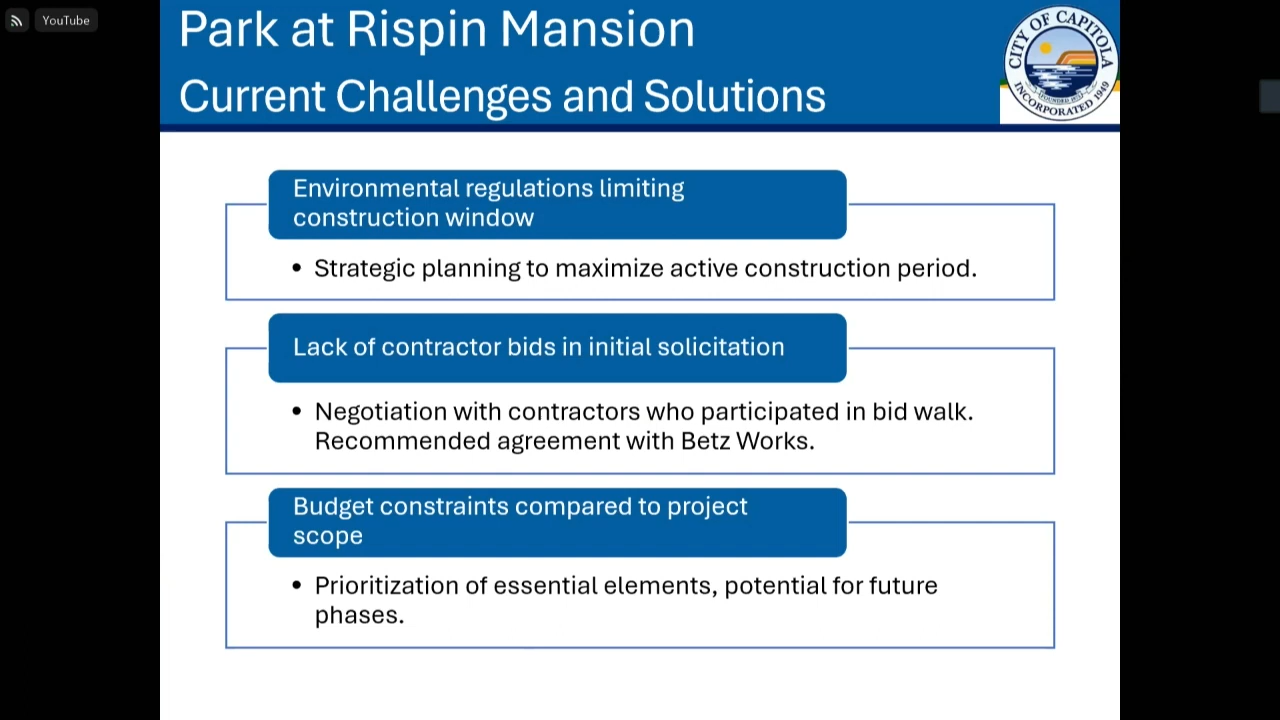 YouTube
Park at Rispin Mansion
Current Challenges and Solutions
CITY OF CAPITOLA
INCORPORATED 1949
Environmental regulations limiting
construction window
• Strategic planning to maximize active construction period.
Lack of contractor bids in initial solicitation
• Negotiation with contractors who participated in bid walk.
Recommended agreement with Betz Works.
Budget constraints compared to project
scope
• Prioritization of essential elements, potential for future
phases.